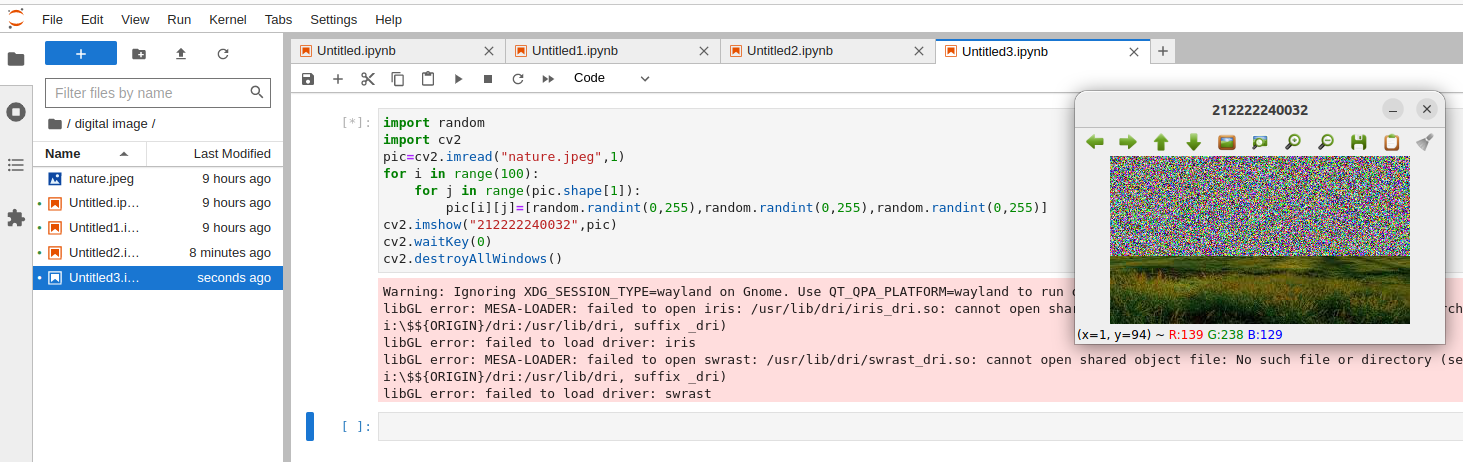 File Edit View Run Kernel Tabs Settings Help
Untitled.ipynb
Untitled1.ipynb
Untitled2.ipynb
Untitled3.ipynb
Filter files by name
Code
/ digital image /
Name Last Modified
nature.jpeg 9 hours ago
Untitled.ip... 9 hours ago
Untitled1.i... 9 hours ago
Untitled2.i... 8 minutes ago
Untitled3.i... seconds ago
[*]:
import random
import cv2
pic=cv2.imread("nature.jpeg",1)
for i in range(100):
    for j in range(pic.shape[1]):
        pic[i][j]=[random.randint(0,255),random.randint(0,255),random.randint(0,255)]
cv2.imshow("212222240032",pic)
cv2.waitKey(0)
cv2.destroyAllWindows()
Warning: Ignoring XDG_SESSION_TYPE=wayland on Gnome. Use QT_QPA_PLATFORM=wayland to run
libGL error: MESA-LOADER: failed to open iris: /usr/lib/dri/iris_dri.so: cannot open
i:\$${ORIGIN}/dri:/usr/lib/dri, suffix _dri)
libGL error: failed to load driver: iris
libGL error: MESA-LOADER: failed to open swrast: /usr/lib/dri/swrast_dri.so: cannot open shared object file: No such file or directory (se
i:\$${ORIGIN}/dri:/usr/lib/dri, suffix _dri)
libGL error: failed to load driver: swrast
[ ]:
212222240032
(x=1, y=94) ~ R:139 G:238 B:129